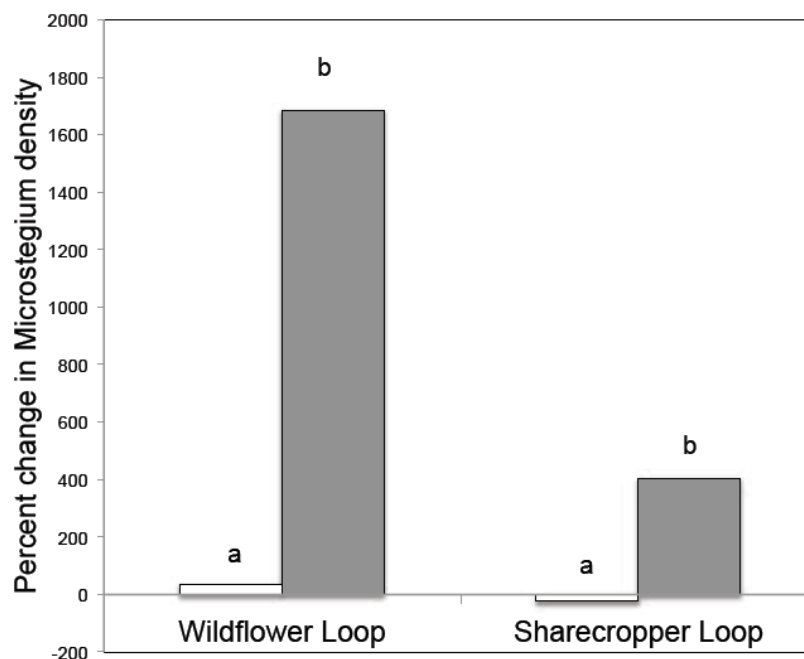 Percent change in Microstegium density
2000
1800
1600
1400
1200
1000
800
600
400
200
0
-200
a
b
a
b
Wildflower Loop
Sharecropper Loop